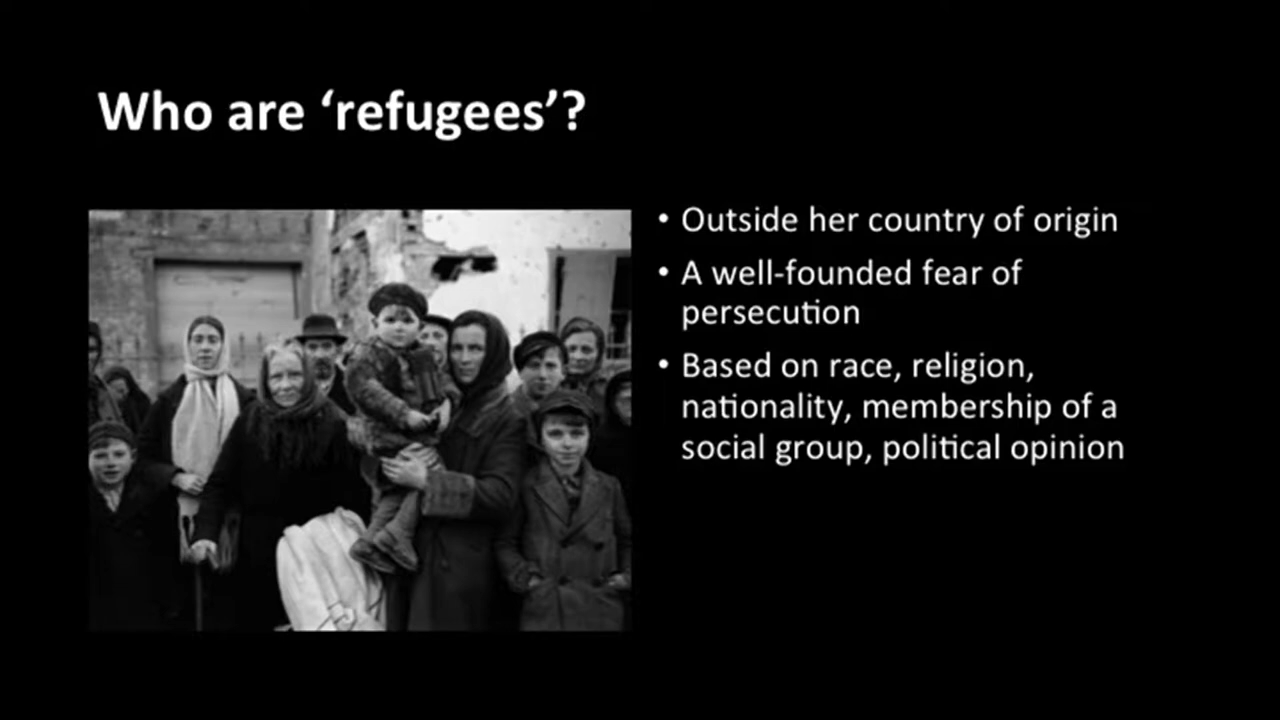 Who are ‘refugees’?
• Outside her country of origin
• A well-founded fear of
persecution
• Based on race, religion,
nationality, membership of a
social group, political opinion